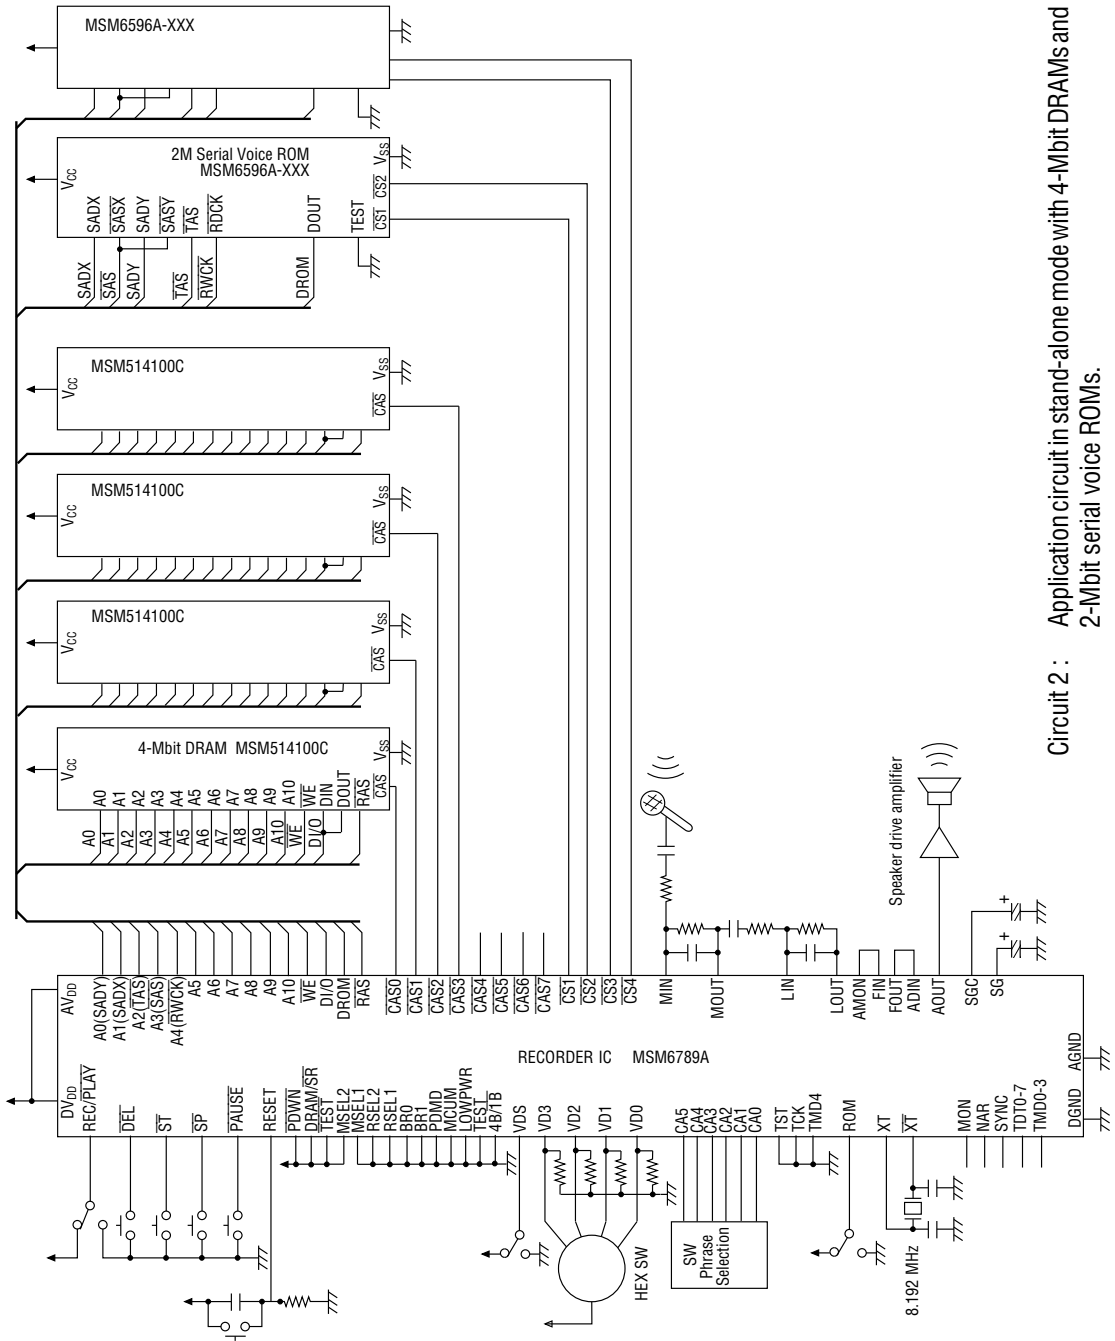 MSM6596A-XXX
2M Serial Voice ROM
MSM6596A-XXX
VCC
VSS
SADX
SASX
SADY
SASY
TAS
RDCK
DOUT
TEST
CS1
CS2
SADX
SAS
SADY
TAS
RWCK
DROM
MSM514100C
VCC
VSS
CAS
MSM514100C
VCC
VSS
CAS
MSM514100C
VCC
VSS
CAS
4-Mbit DRAM MSM514100C
VCC
VSS
CAS
A0
A1
A2
A3
A4
A5
A6
A7
A8
A9
A10
WE
DIN
DOUT
RAS
A0
A1
A2
A3
A4
A5
A6
A7
A8
A9
A10
WE
DI/O
AVDD
A0(SADY)
A1(SADX)
A2(TAS)
A3(SAS)
A4(RWCK)
A5
A6
A7
A8
A9
A10
WE
DI/O
DROM
RAS
CAS0
CAS1
CAS2
CAS3
CAS4
CAS5
CAS6
CAS7
CS1
CS2
CS3
CS4
MIN
MOUT
LIN
LOUT
AMON
FIN
FOUT
ADIN
AOUT
SGC
SG
AGND
+
+
Speaker drive amplifier
RECORDER IC MSM6789A
DVDD
REC/PLAY
DEL
ST
SP
PAUSE
RESET
PDWN
DRAM/SR
TEST
MSEL2
MSEL1
RSEL2
RSEL1
BR0
BR1
PDMD
MCUM
LOWPWR
TEST
4B/1B
VDS
VD3
VD2
VD1
VD0
CA5
CA4
CA3
CA2
CA1
CA0
TST
TCK
TMD4
ROM
XT
XT
MON
NAR
SYNC
TDT0-7
TMD0-3
DGND
HEX SW
SW
Phrase
Selection
8.192 MHz
Circuit 2 : Application circuit in stand-alone mode with 4-Mbit DRAMs and
2-Mbit serial voice ROMs.